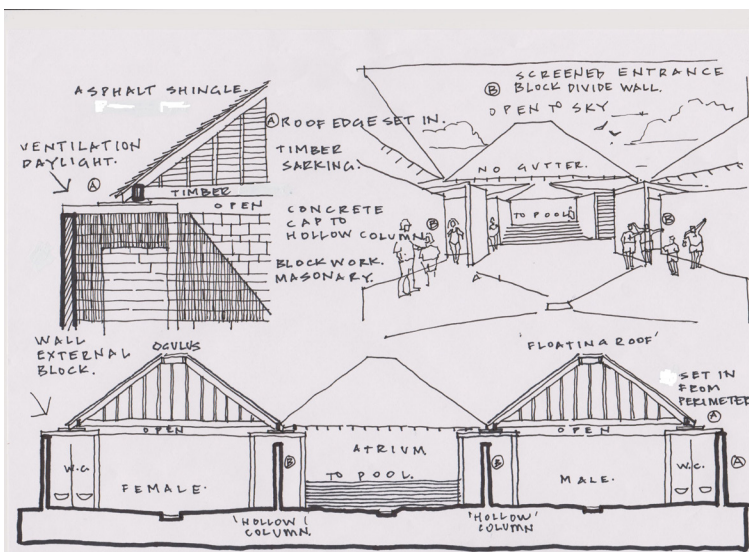 ASPHALT SHINGLE.
Ⓐ ROOF EDGE SET IN.
VENTILATION
DAYLIGHT.
Ⓐ
TIMBER
OPEN
TIMBER
SARKING.
CONCRETE
CAP TO
HOLLOW COLUMN
BLOCK WORK.
MASONARY.
WALL
EXTERNAL
BLOCK.
SCREENED ENTRANCE
Ⓑ BLOCK DIVIDE WALL.
OPEN TO SKY
NO GUTTER.
TO POOL
Ⓑ
Ⓑ
OCULUS
'FLOATING ROOF'
SET IN
FROM
PERIMETER
Ⓐ
OPEN
OPEN
W.C.
FEMALE.
Ⓑ
ATRIUM
TO POOL.
Ⓑ
MALE.
W.C.
Ⓐ
'HOLLOW'
COLUMN.
'HOLLOW'
COLUMN